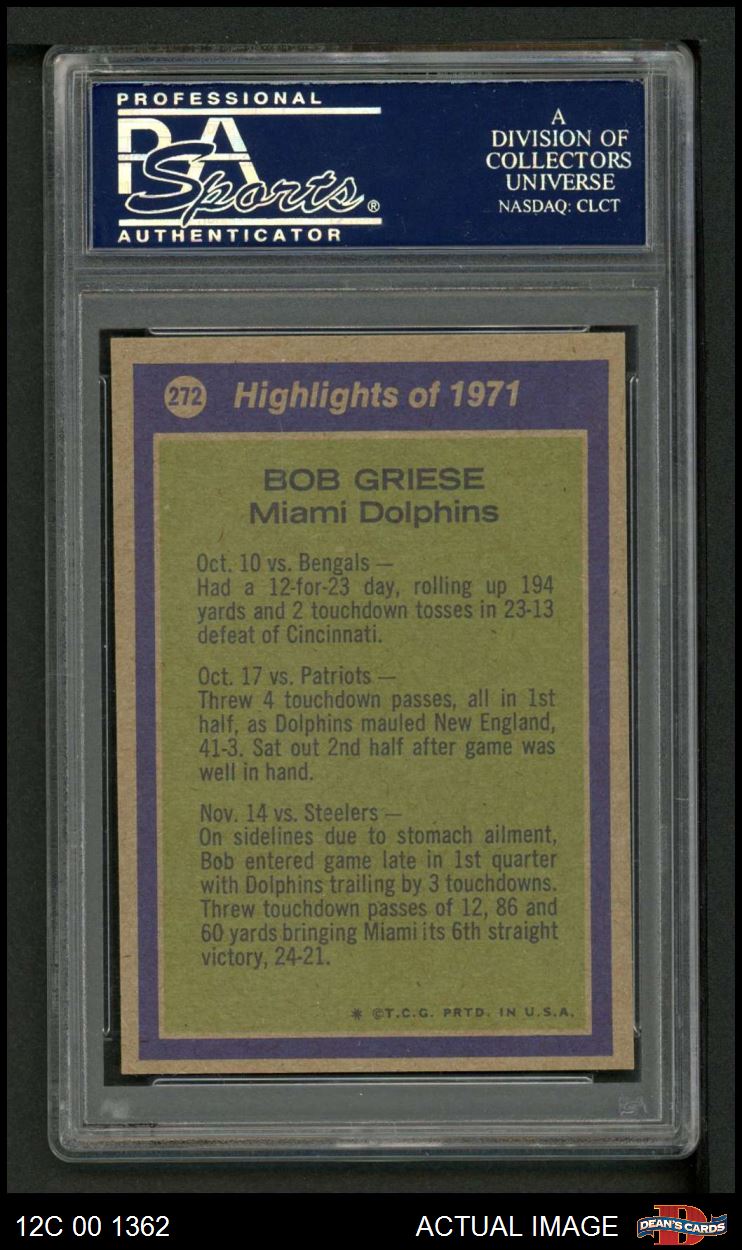 PROFESSIONAL
PSA
Sports®
AUTHENTICATOR
A
DIVISION OF
COLLECTORS
UNIVERSE
NASDAQ: CLCT
272 Highlights of 1971
BOB GRIESE
Miami Dolphins
Oct. 10 vs. Bengals —
Had a 12-for-23 day, rolling up 194
yards and 2 touchdown tosses in 23-13
defeat of Cincinnati.
Oct. 17 vs. Patriots —
Threw 4 touchdown passes, all in 1st
half, as Dolphins mauled New England,
41-3. Sat out 2nd half after game was
well in hand.
Nov. 14 vs. Steelers —
On sidelines due to stomach ailment,
Bob entered game late in 1st quarter
with Dolphins trailing by 3 touchdowns.
Threw touchdown passes of 12, 86 and
60 yards bringing Miami its 6th straight
victory, 24-21.
* ©T.C.G. PRTD. IN U.S.A.
12C 00 1362
ACTUAL IMAGE
DEAN'S CARDS